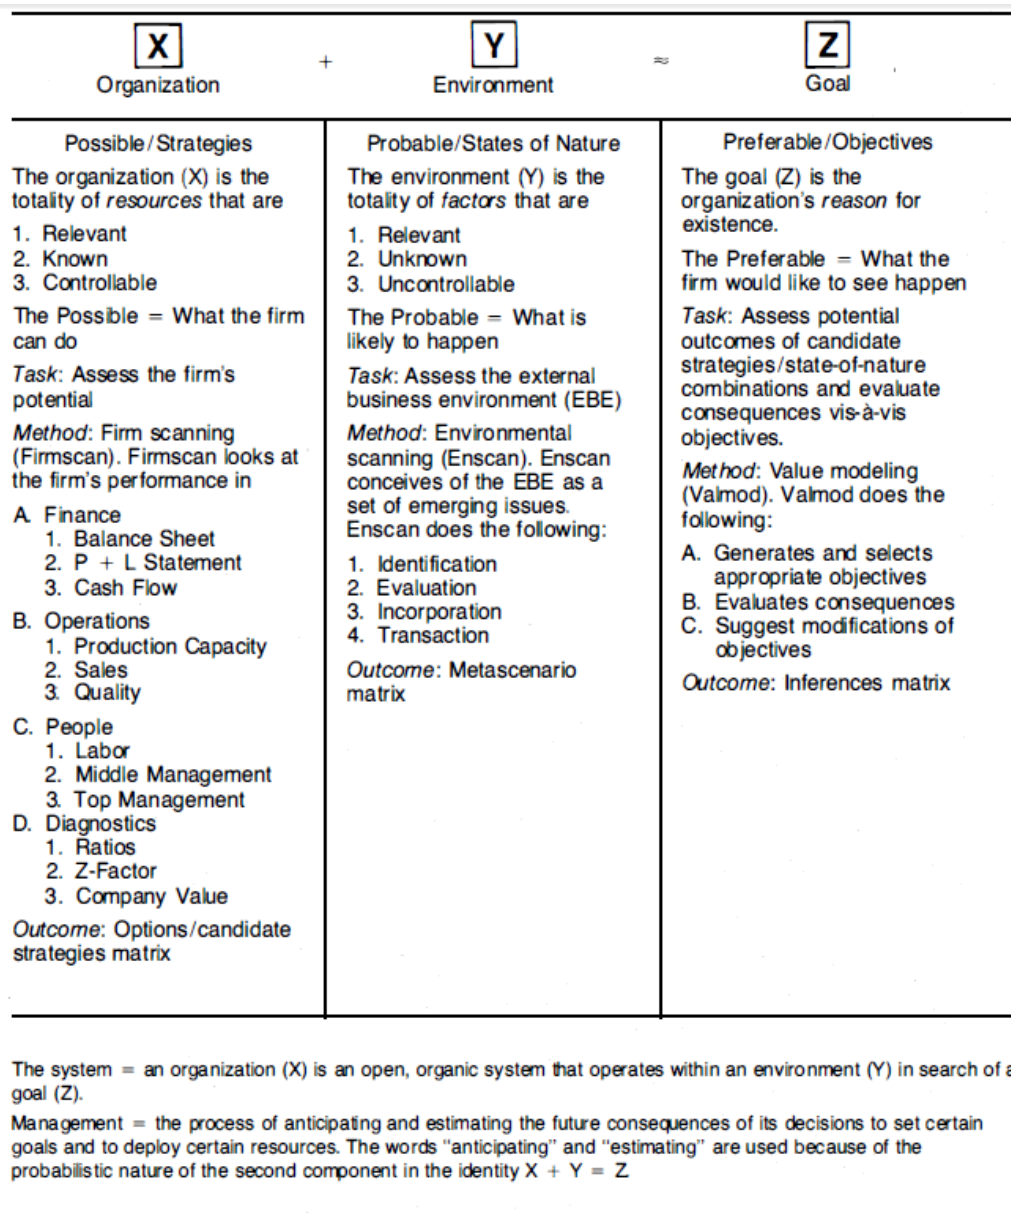 X + Y ≈ Z
Organization Environment Goal
Possible/Strategies
The organization (X) is the
totality of resources that are
1. Relevant
2. Known
3. Controllable
The Possible = What the firm
can do
Task: Assess the firm's
potential
Method: Firm scanning
(Firmscan). Firmscan looks at
the firm's performance in
A. Finance
1. Balance Sheet
2. P + L Statement
3. Cash Flow
B. Operations
1. Production Capacity
2. Sales
3. Quality
C. People
1. Labor
2. Middle Management
3. Top Management
D. Diagnostics
1. Ratios
2. Z-Factor
3. Company Value
Outcome: Options/candidate
strategies matrix
Probable/States of Nature
The environment (Y) is the
totality of factors that are
1. Relevant
2. Unknown
3. Uncontrollable
The Probable = What is
likely to happen
Task: Assess the external
business environment (EBE)
Method: Environmental
scanning (Enscan). Enscan
conceives of the EBE as a
set of emerging issues.
Enscan does the following:
1. Identification
2. Evaluation
3. Incorporation
4. Transaction
Outcome: Metascenario
matrix
Preferable/Objectives
The goal (Z) is the
organization's reason for
existence.
The Preferable = What the
firm would like to see happen
Task: Assess potential
outcomes of candidate
strategies/state-of-nature
combinations and evaluate
consequences vis-à-vis
objectives.
Method: Value modeling
(Valmod). Valmod does the
following:
A. Generates and selects
appropriate objectives
B. Evaluates consequences
C. Suggest modifications of
objectives
Outcome: Inferences matrix
The system = an organization (X) is an open, organic system that operates within an environment (Y) in search of a
goal (Z).
Management = the process of anticipating and estimating the future consequences of its decisions to set certain
goals and to deploy certain resources. The words "anticipating" and "estimating" are used because of the
probabilistic nature of the second component in the identity X + Y = Z